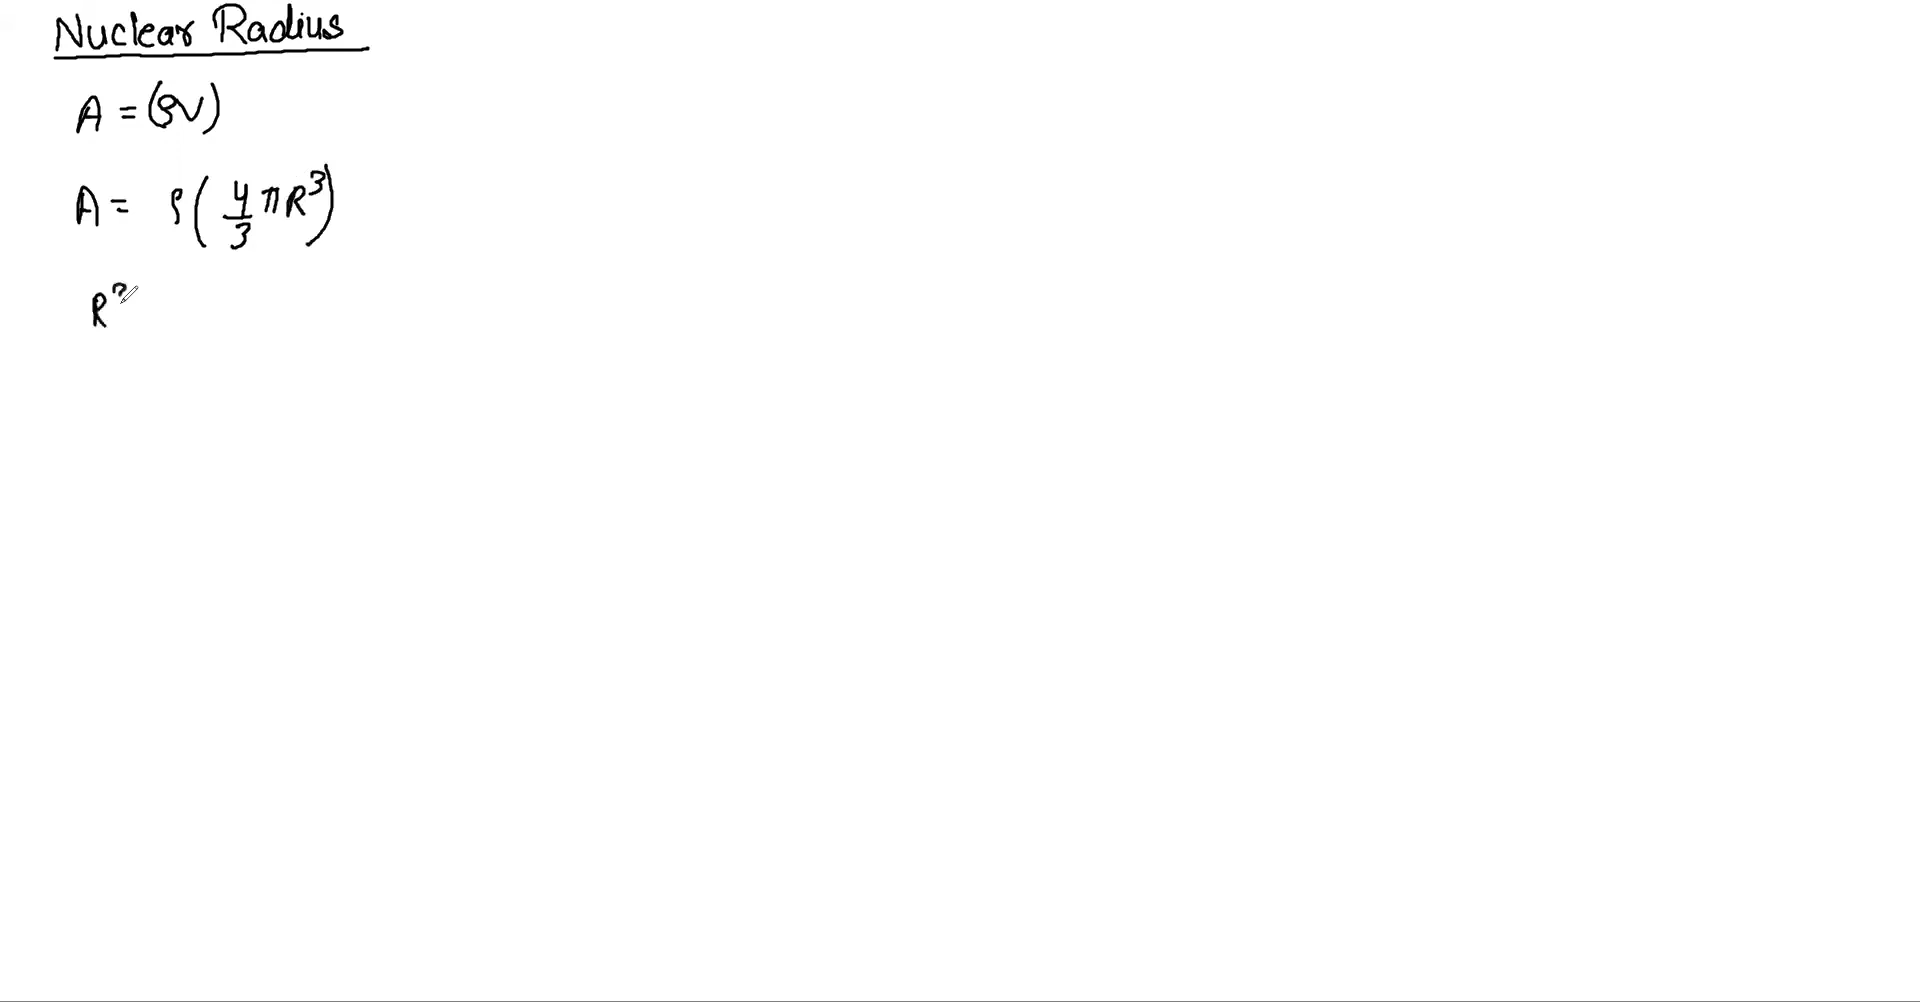 Nuclear Radius
A = (ρV)
A = ρ(4/3 πR³)
R